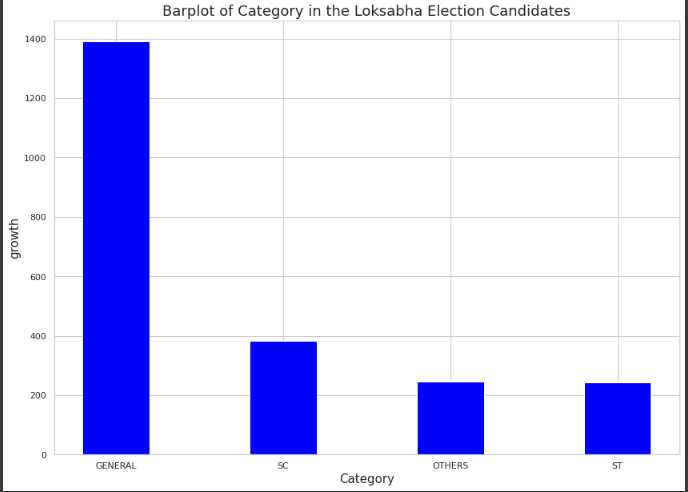 Barplot of Category in the Loksabha Election Candidates
growth
1400
1200
1000
800
600
400
200
0
GENERAL SC OTHERS ST
Category